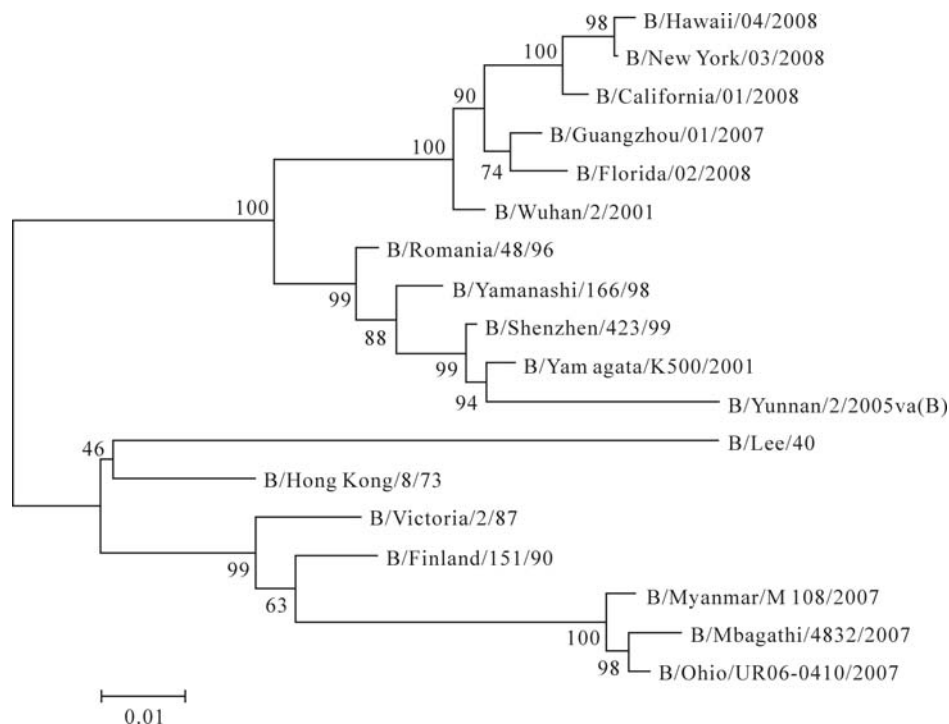 98
B/Hawaii/04/2008
B/New York/03/2008
100
B/California/01/2008
90
B/Guangzhou/01/2007
100
74
B/Florida/02/2008
100
B/Wuhan/2/2001
B/Romania/48/96
99
B/Yamanashi/166/98
88
B/Shenzhen/423/99
99
B/Yam agata/K500/2001
94
B/Yunnan/2/2005va(B)
46
B/Lee/40
B/Hong Kong/8/73
B/Victoria/2/87
99
B/Finland/151/90
63
B/Myanmar/M 108/2007
100
B/Mbagathi/4832/2007
98
B/Ohio/UR06-0410/2007
0.01